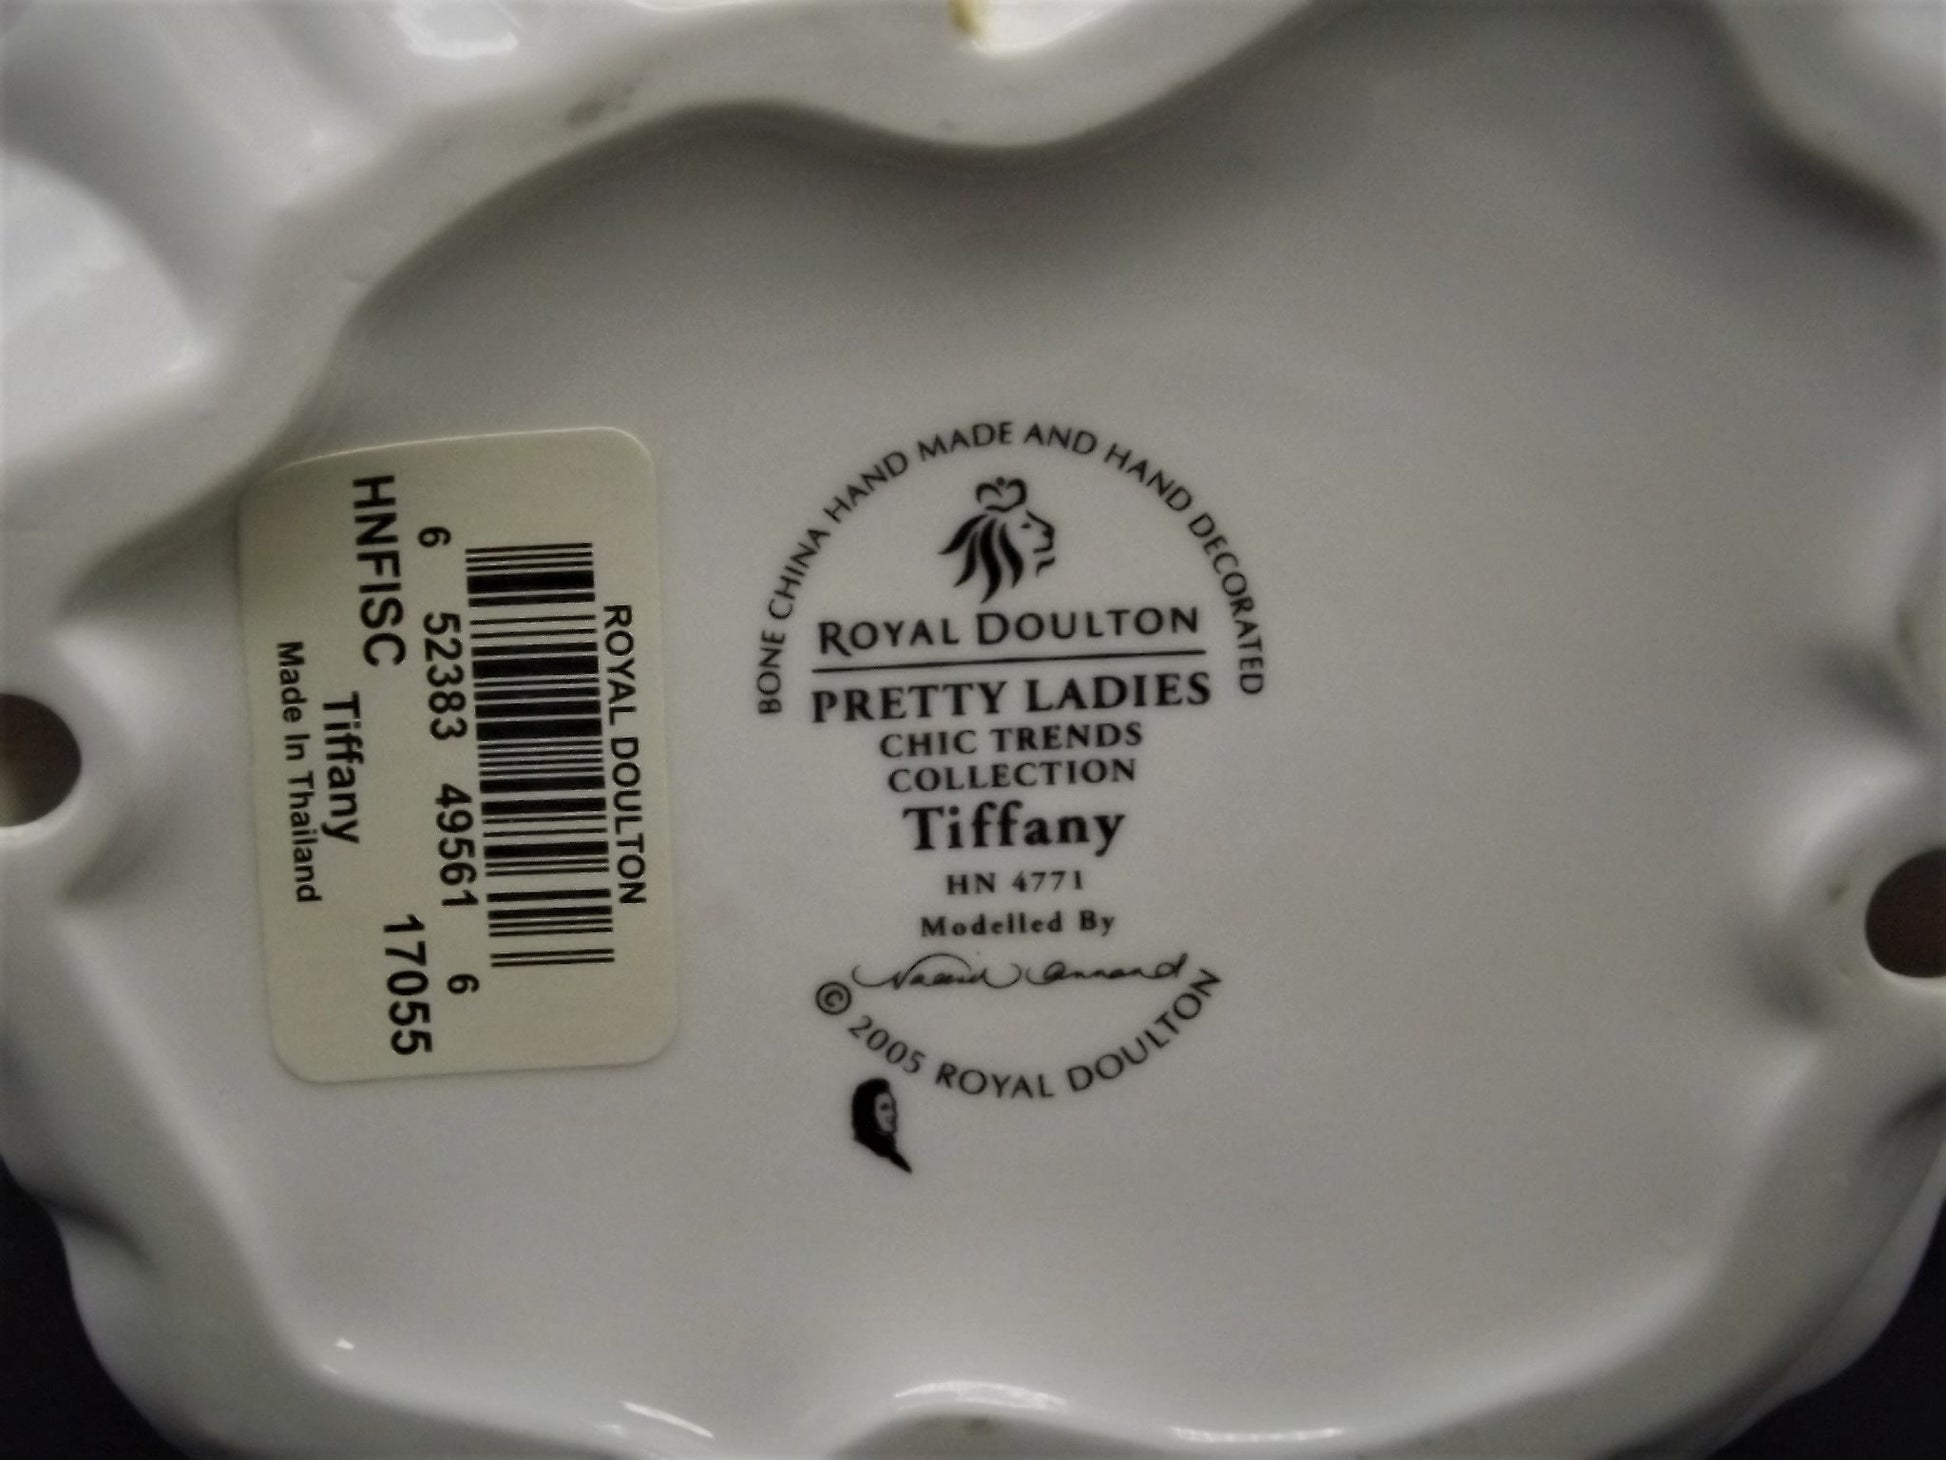 BONE CHINA HAND MADE AND HAND DECORATED
ROYAL DOULTON
PRETTY LADIES
CHIC TRENDS
COLLECTION
Tiffany
HN 4771
Modelled By
© 2005 ROYAL DOULTON
ROYAL DOULTON
6 52383 49561 6
HNFISC 17055
Tiffany
Made In Thailand